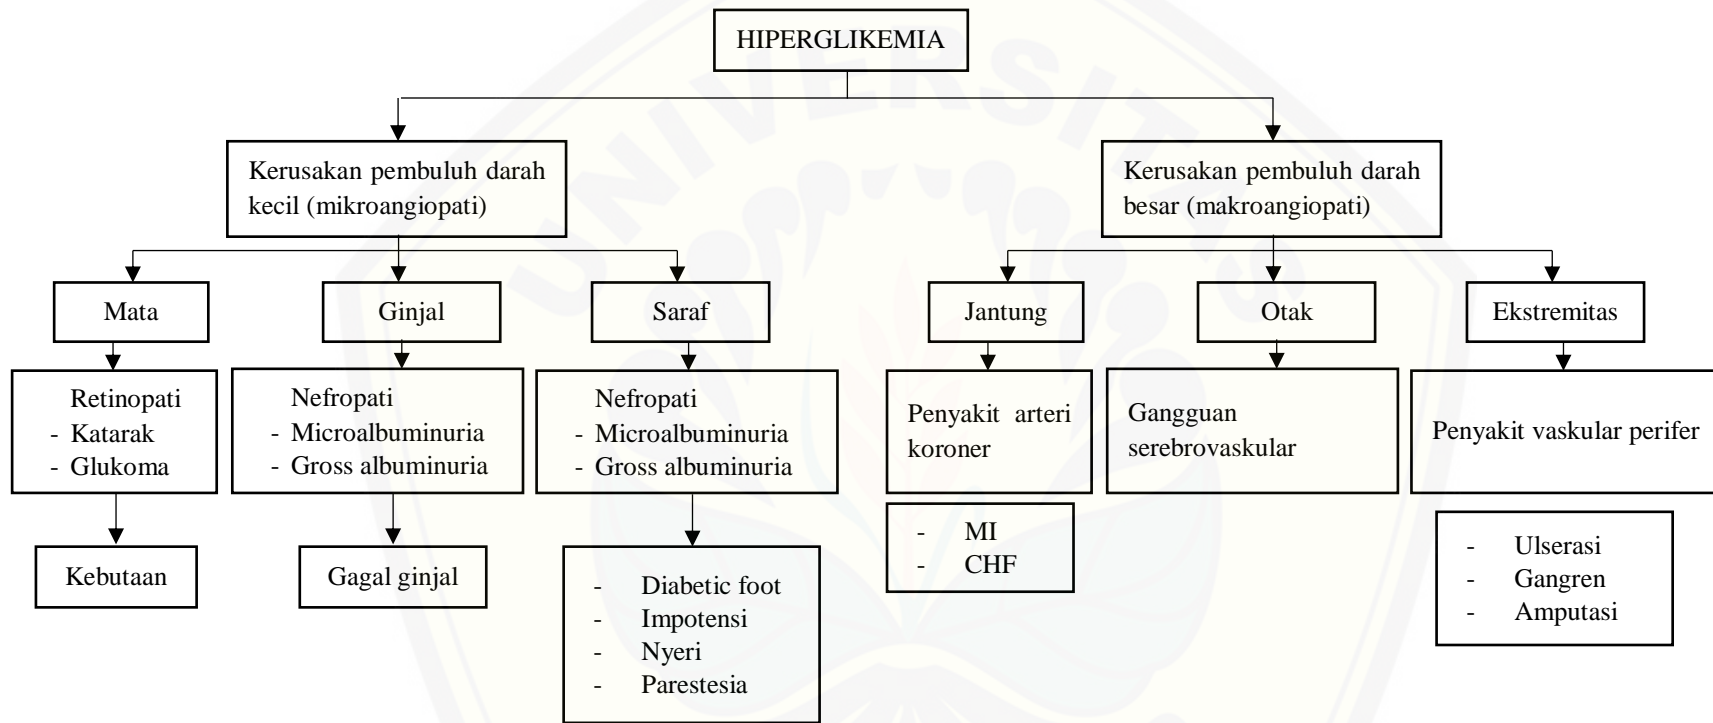 HIPERGLIKEMIA
Kerusakan pembuluh darah
kecil (mikroangiopati)
Kerusakan pembuluh darah
besar (makroangiopati)
Mata
Ginjal
Saraf
Jantung
Otak
Ekstremitas
Retinopati
- Katarak
- Glukoma
Nefropati
- Microalbuminuria
- Gross albuminuria
Nefropati
- Microalbuminuria
- Gross albuminuria
Penyakit arteri
koroner
Gangguan
serebrovaskular
Penyakit vaskular perifer
Kebutaan
Gagal ginjal
- Diabetic foot
- Impotensi
- Nyeri
- Parestesia
- MI
- CHF
- Ulserasi
- Gangren
- Amputasi
UNIVERSITAS